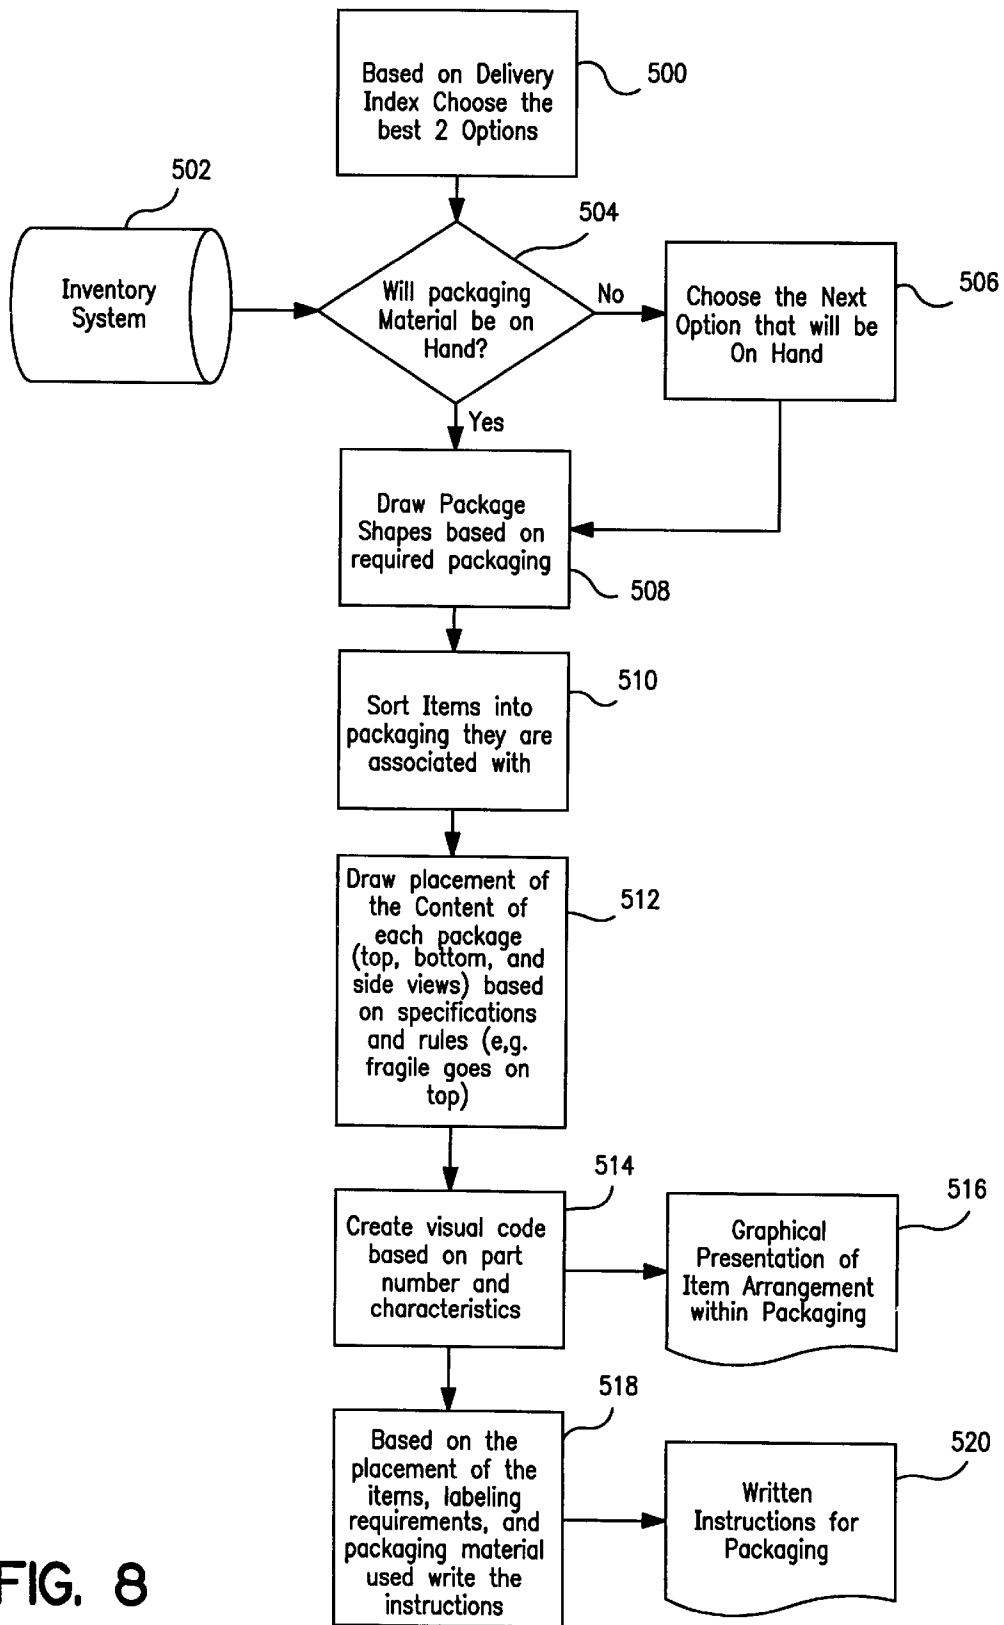 Based on Delivery
Index Choose the
best 2 Options
500
502
504
Inventory
System
Will packaging
Material be on
Hand?
No
Choose the Next
Option that will be
On Hand
506
Yes
Draw Package
Shapes based on
required packaging
508
Sort Items into
packaging they are
associated with
510
Draw placement of
the Content of
each package
(top, bottom, and
side views) based
on specifications
and rules (e,g.
fragile goes on
top)
512
Create visual code
based on part
number and
characteristics
514
Graphical
Presentation of
Item Arrangement
within Packaging
516
Based on the
placement of the
items, labeling
requirements, and
packaging material
used write the
instructions
518
Written
Instructions for
Packaging
520
FIG. 8